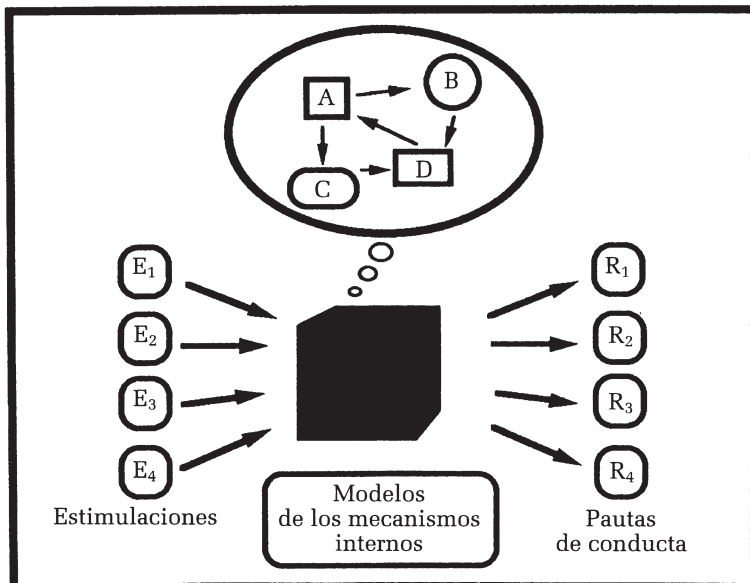 A
B
C
D
E₁
E₂
E₃
E₄
R₁
R₂
R₃
R₄
Estimulaciones
Modelos
de los mecanismos
internos
Pautas
de conducta